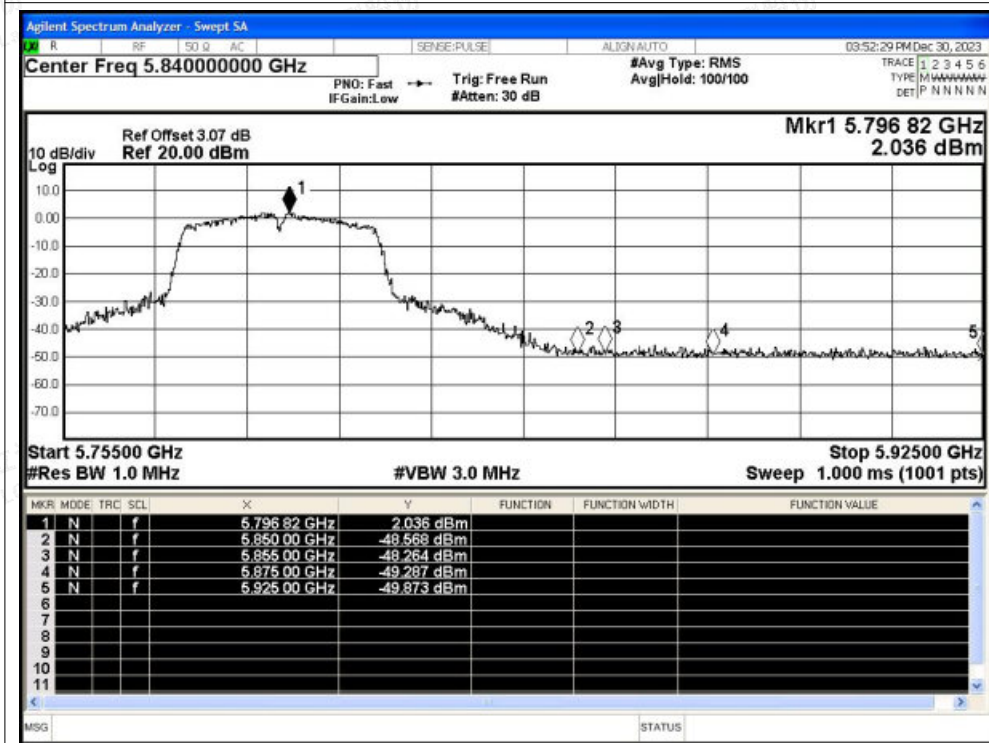 Agilent Spectrum Analyzer - Swept SA
R RF 50 Ω AC SENSE:PULSE ALIGN AUTO 03:52:29 PM Dec 30, 2023
Center Freq 5.840000000 GHz
PNO: Fast
IFGain:Low
Trig: Free Run
#Atten: 30 dB
#Avg Type: RMS
Avg|Hold: 100/100
TRACE 1 2 3 4 5 6
TYPE M
DET P N N N N N
Mkr1 5.796 82 GHz
2.036 dBm
Ref Offset 3.07 dB
10 dB/div Ref 20.00 dBm
Log
10.0
0.00
-10.0
-20.0
-30.0
-40.0
-50.0
-60.0
-70.0
1
2
3
4
5
Start 5.75500 GHz Stop 5.92500 GHz
#Res BW 1.0 MHz #VBW 3.0 MHz Sweep 1.000 ms (1001 pts)
MKR MODE TRC SCL X Y FUNCTION FUNCTION WIDTH FUNCTION VALUE
1 N f 5.796 82 GHz 2.036 dBm
2 N f 5.850 00 GHz -48.568 dBm
3 N f 5.855 00 GHz -48.264 dBm
4 N f 5.875 00 GHz -49.287 dBm
5 N f 5.925 00 GHz -49.873 dBm
6
7
8
9
10
11
MSG STATUS